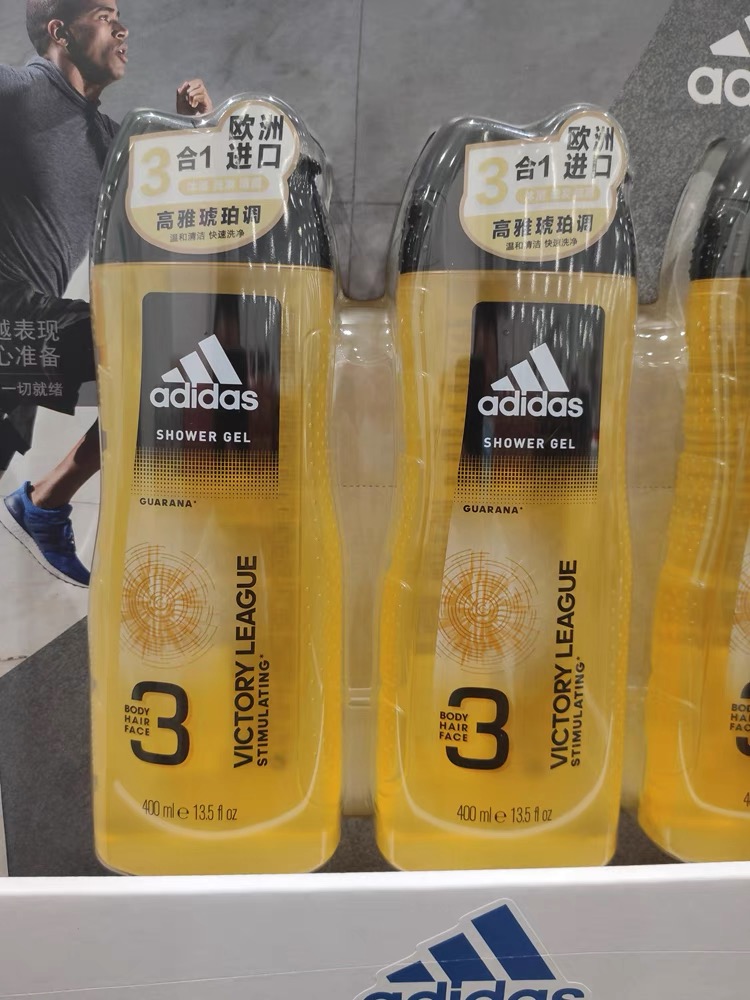 欧洲
3合1 进口
高雅琥珀调
温和清洁 快速洗净
adidas
SHOWER GEL
GUARANA*
VICTORY LEAGUE
STIMULATING*
BODY
HAIR
FACE
3
400 ml e 13.5 fl oz
欧洲
3合1 进口
高雅琥珀调
温和清洁 快速洗净
adidas
SHOWER GEL
GUARANA*
VICTORY LEAGUE
STIMULATING*
BODY
HAIR
FACE
3
400 ml e 13.5 fl oz
越表现
心准备
一切就绪
ad
BO
HA
FAC
adidas